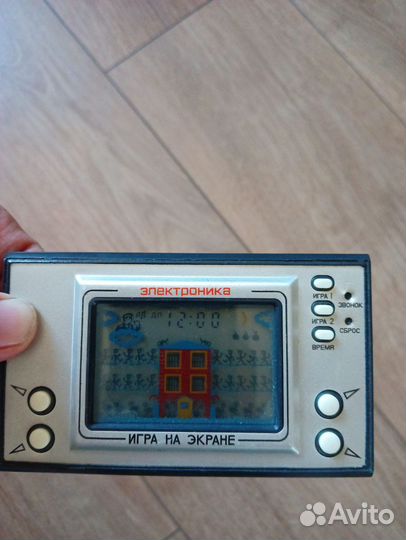 электроника
12:00
ИГРА 1
ЗВОНОК
ИГРА 2
СБРОС
ВРЕМЯ
ИГРА НА ЭКРАНЕ
Avito